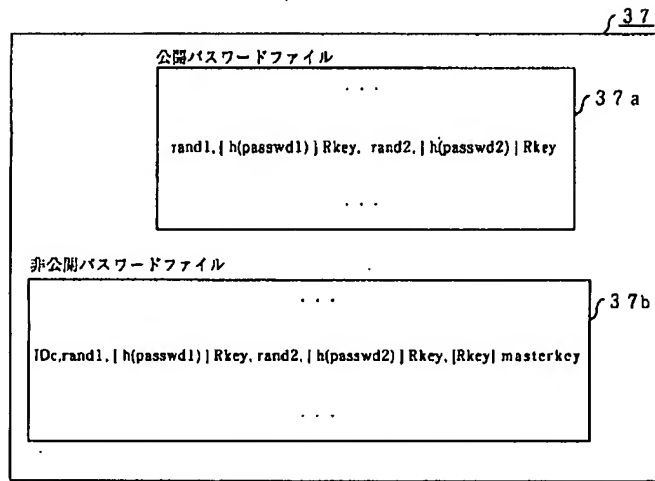 37
公開パスワードファイル
. . .
37a
rand1, { h(passwd1) } Rkey, rand2, { h(passwd2) } Rkey
. . .
非公開パスワードファイル
. . .
37b
IDc,rand1, { h(passwd1) } Rkey, rand2, { h(passwd2) } Rkey, {Rkey} masterkey
. . .